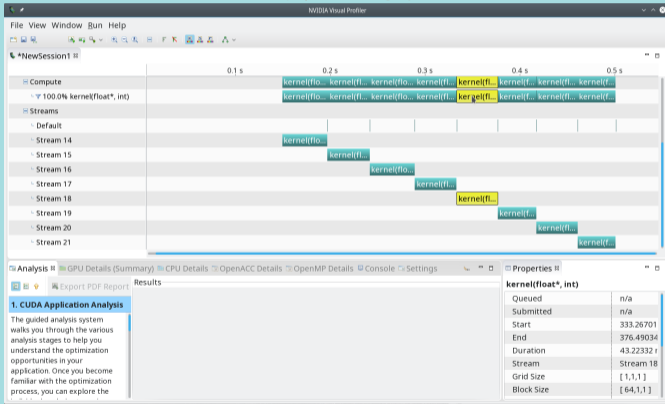 NVIDIA Visual Profiler
File View Window Run Help
*NewSession1
0.1 s 0.2 s 0.3 s 0.4 s 0.5 s
Compute kernel(flo... kernel(fl... kernel(flo... kernel(fl... kernel(fl... kernel(f... kernel(fl... kernel(f...
100.0% kernel(float*, int) kernel(flo... kernel(fl... kernel(flo... kernel(fl... kernel(fl... kernel(f... kernel(fl... kernel(f...
Streams
Default
Stream 14 kernel(flo...
Stream 15 kernel(fl...
Stream 16 kernel(flo...
Stream 17 kernel(fl...
Stream 18 kernel(fl...
Stream 19 kernel(f...
Stream 20 kernel(fl...
Stream 21 kernel(f...
Analysis GPU Details (Summary) CPU Details OpenACC Details OpenMP Details Console Settings
Export PDF Report
1. CUDA Application Analysis
The guided analysis system
walks you through the various
analysis stages to help you
understand the optimization
opportunities in your
application. Once you become
familiar with the optimization
process, you can explore the
Results
Properties
kernel(float*, int)
Queued n/a
Submitted n/a
Start 333.26701
End 376.49034
Duration 43.22332
Stream Stream 18
Grid Size [ 1,1,1 ]
Block Size [ 64,1,1 ]